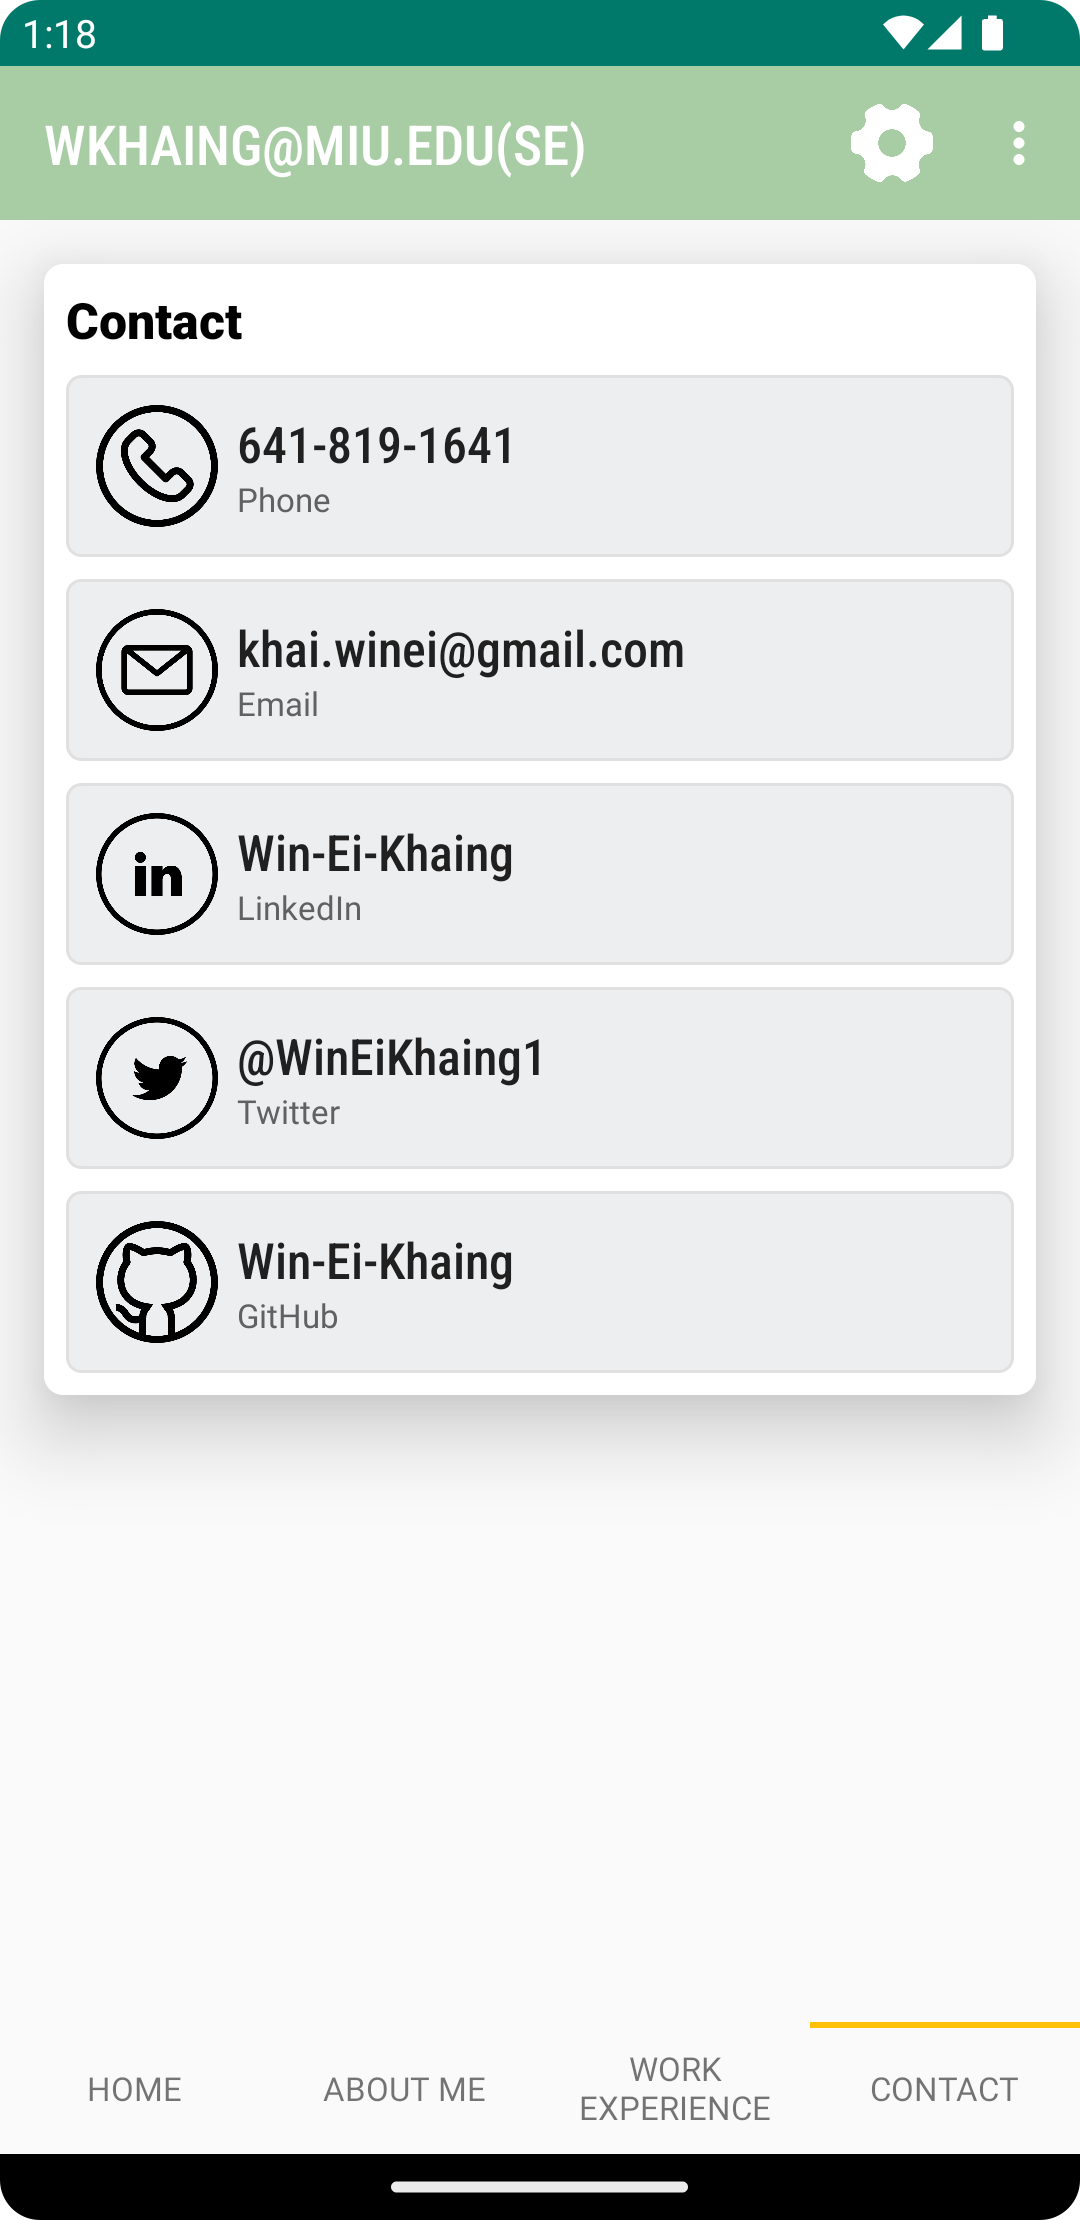 1:18
WKHAING@MIU.EDU(SE)
Contact
641-819-1641
Phone
khai.winei@gmail.com
Email
in
Win-Ei-Khaing
LinkedIn
@WinEiKhaing1
Twitter
Win-Ei-Khaing
GitHub
HOME
ABOUT ME
WORK
EXPERIENCE
CONTACT